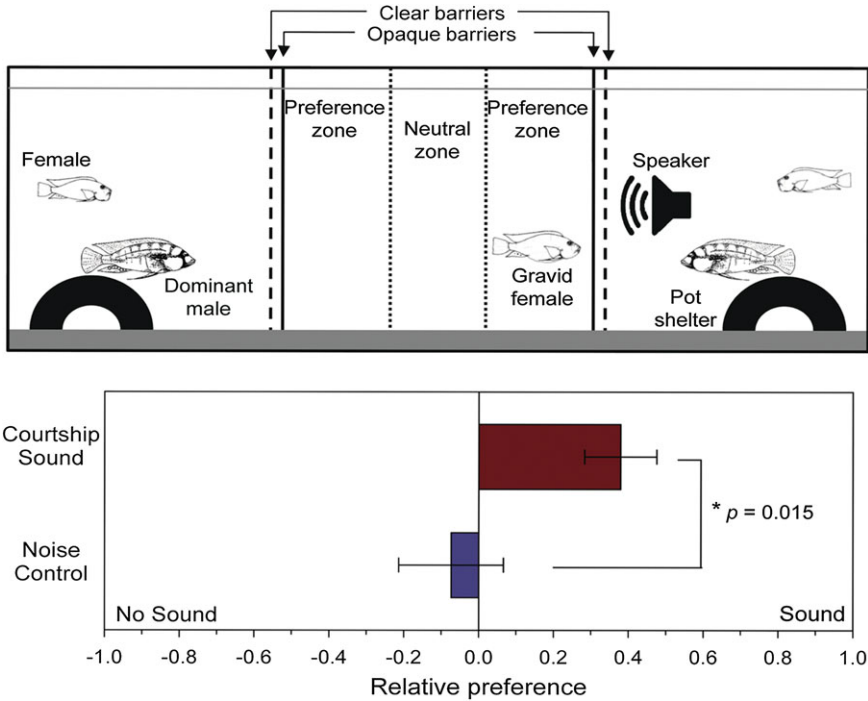 Clear barriers
Opaque barriers
Preference
zone
Neutral
zone
Preference
zone
Female
Speaker
Dominant
male
Gravid
female
Pot
shelter
Courtship
Sound
* p = 0.015
Noise
Control
No Sound
Sound
-1.0 -0.8 -0.6 -0.4 -0.2 0.0 0.2 0.4 0.6 0.8 1.0
Relative preference